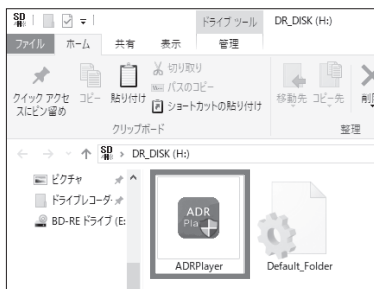 SD
HC
ドライブ ツール
DR_DISK (H:)
ファイル
ホーム
共有
表示
管理
クイック アクセ
スにピン留め
コピー
貼り付け
切り取り
パスのコピー
ショートカットの貼り付け
移動先
コピー先
クリップボード
整理
SD
HC
> DR_DISK (H:)
ピクチャ
ドライブレコーダ
BD-RE ドライブ (E:
ADR
Pla
ADRPlayer
Default_Folder